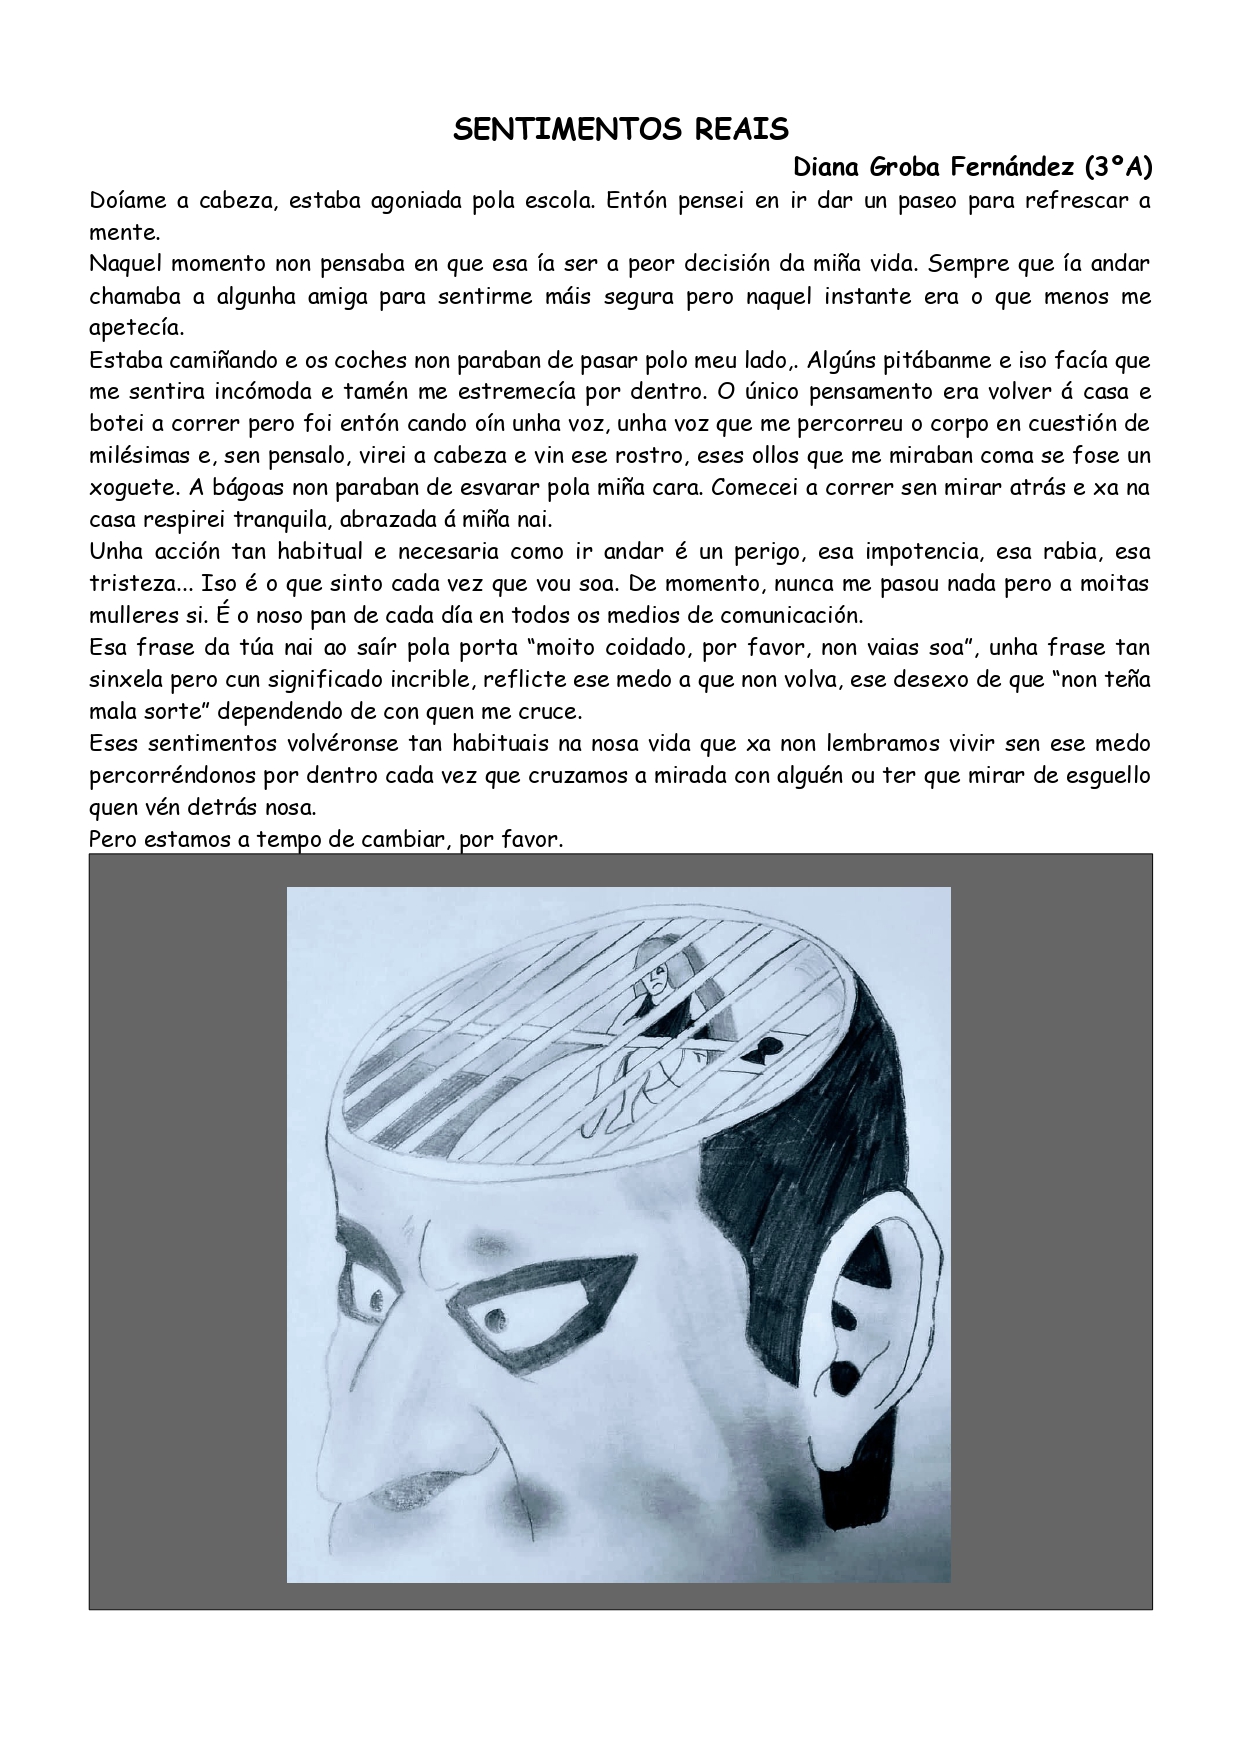 SENTIMENTOS REAIS
Diana Groba Fernández (3ºA)
Doíame a cabeza, estaba agoniada pola escola. Entón pensei en ir dar un paseo para refrescar a
mente.
Naquel momento non pensaba en que esa ía ser a peor decisión da miña vida. Sempre que ía andar
chamaba a algunha amiga para sentirme máis segura pero naquel instante era o que menos me
apetecía.
Estaba camiñando e os coches non paraban de pasar polo meu lado,. Algúns pitábanme e iso facía que
me sentira incómoda e tamén me estremecía por dentro. O único pensamento era volver á casa e
botei a correr pero foi entón cando oín unha voz, unha voz que me percorreu o corpo en cuestión de
milésimas e, sen pensalo, virei a cabeza e vin ese rostro, eses ollos que me miraban coma se fose un
xoguete. A bágoas non paraban de esvarar pola miña cara. Comecei a correr sen mirar atrás e xa na
casa respirei tranquila, abrazada á miña nai.
Unha acción tan habitual e necesaria como ir andar é un perigo, esa impotencia, esa rabia, esa
tristeza... Iso é o que sinto cada vez que vou soa. De momento, nunca me pasou nada pero a moitas
mulleres si. É o noso pan de cada día en todos os medios de comunicación.
Esa frase da túa nai ao saír pola porta “moito coidado, por favor, non vaias soa”, unha frase tan
sinxela pero cun significado incrible, reflicte ese medo a que non volva, ese desexo de que “non teña
mala sorte” dependendo de con quen me cruce.
Eses sentimentos volvéronse tan habituais na nosa vida que xa non lembramos vivir sen ese medo
percorréndonos por dentro cada vez que cruzamos a mirada con alguén ou ter que mirar de esguello
quen vén detrás nosa.
Pero estamos a tempo de cambiar, por favor.